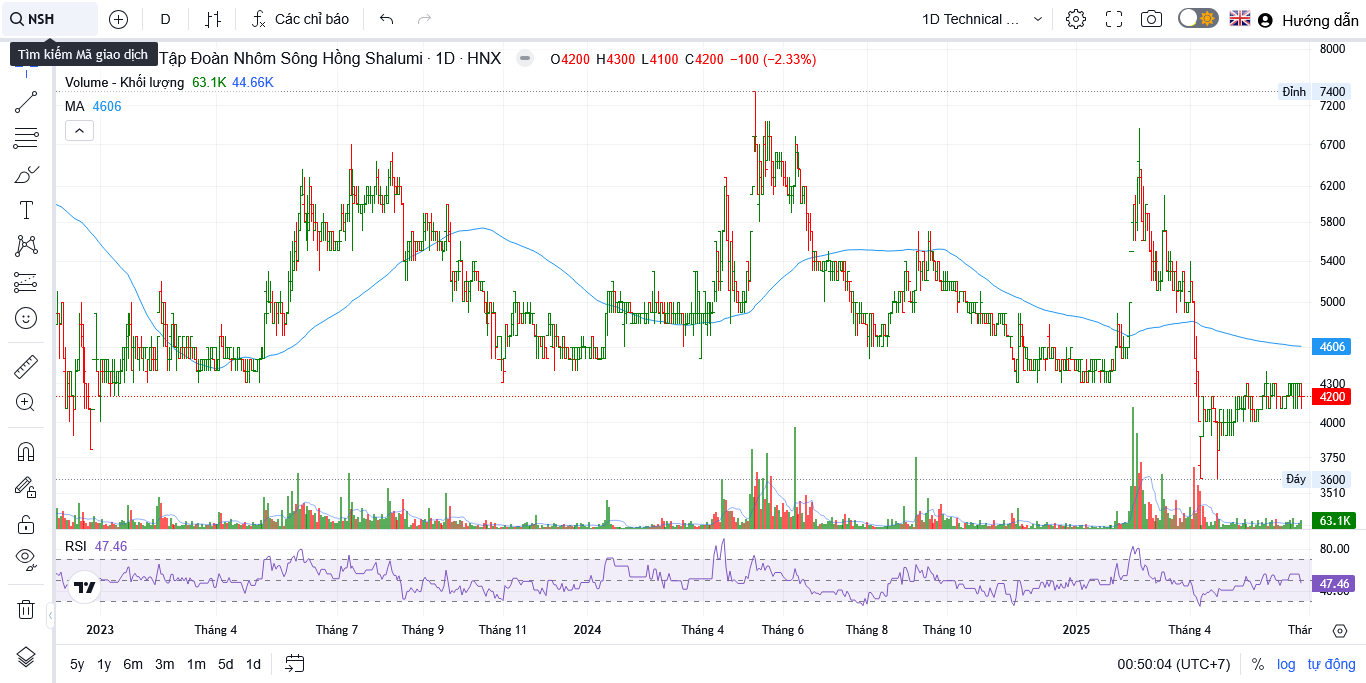 NSH
D
Các chỉ báo
1D Technical ...
Hướng dẫn
Tìm kiếm Mã giao dịch
Tập Đoàn Nhôm Sông Hồng Shalumi · 1D · HNX
O4200 H4300 L4100 C4200 −100 (−2.33%)
Volume - Khối lượng 63.1K 44.66K
MA 4606
8000
Đỉnh 7400
7200
6700
6200
5800
5400
5000
4606
4300
4200
4000
3750
Đáy 3600
3510
63.1K
RSI 47.46
80.00
47.46
40.00
2023 Tháng 4 Tháng 7 Tháng 9 Tháng 11 2024 Tháng 4 Tháng 6 Tháng 8 Tháng 10 2025 Tháng 4 Thár
5y 1y 6m 3m 1m 5d 1d
00:50:04 (UTC+7) % log tự động